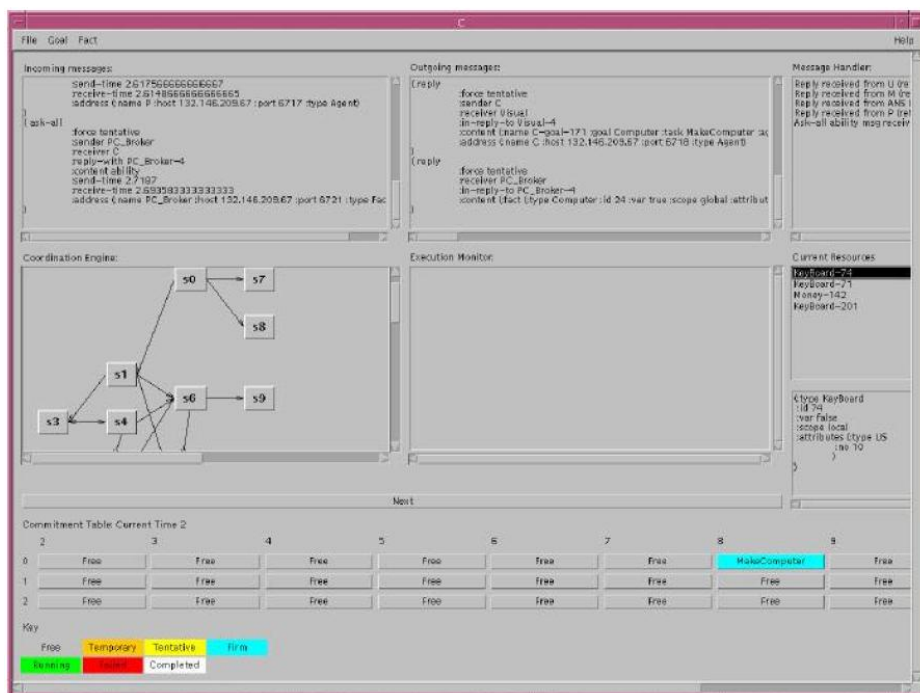 C
File Goal Fact Help
Incoming messages:
:send-time 2.617566666666667
:receive-time 2.6148666666666665
:address (:name P :host 132.146.209.67 :port 6717 :type Agent)
)
(ask-all
:force tentative
:sender PC_Broker
:receiver C
:reply-with PC_Broker-4
:content ability
:send-time 2.7197
:receive-time 2.693583333333333
:address (:name PC_Broker :host 132.146.209.67 :port 6721 :type Fac
)
Outgoing messages:
(reply
:force tentative
:sender C
:receiver Visual
:in-reply-to Visual-4
:content (:name C-goal-171 :goal Computer :task MakeComputer
:address (:name C :host 132.146.209.67 :port 6718 :type Agent)
)
(reply
:force tentative
:receiver PC_Broker
:in-reply-to PC_Broker-4
:content (:fact (:type Computer :id 24 :var true :scope global :attribut
)
Message Handler:
Reply received from U (re
Reply received from M (re
Reply received from ANS
Reply received from P (re
Ask-all ability msg receiv
Coordination Engine:
s0
s7
s8
s1
s6
s9
s3
s4
Execution Monitor:
Current Resources
KeyBoard-74
KeyBoard-71
Money-142
KeyBoard-201
(:type KeyBoard
:id 74
:var false
:scope local
:attributes (:type US
:no 10
)
)
Next
Commitment Table: Current Time 2
2 3 4 5 6 7 8 9
0 Free Free Free Free Free Free MakeComputer Free
1 Free Free Free Free Free Free Free Free
2 Free Free Free Free Free Free Free Free
Key
Free Temporary Tentative Firm
Running Failed Completed